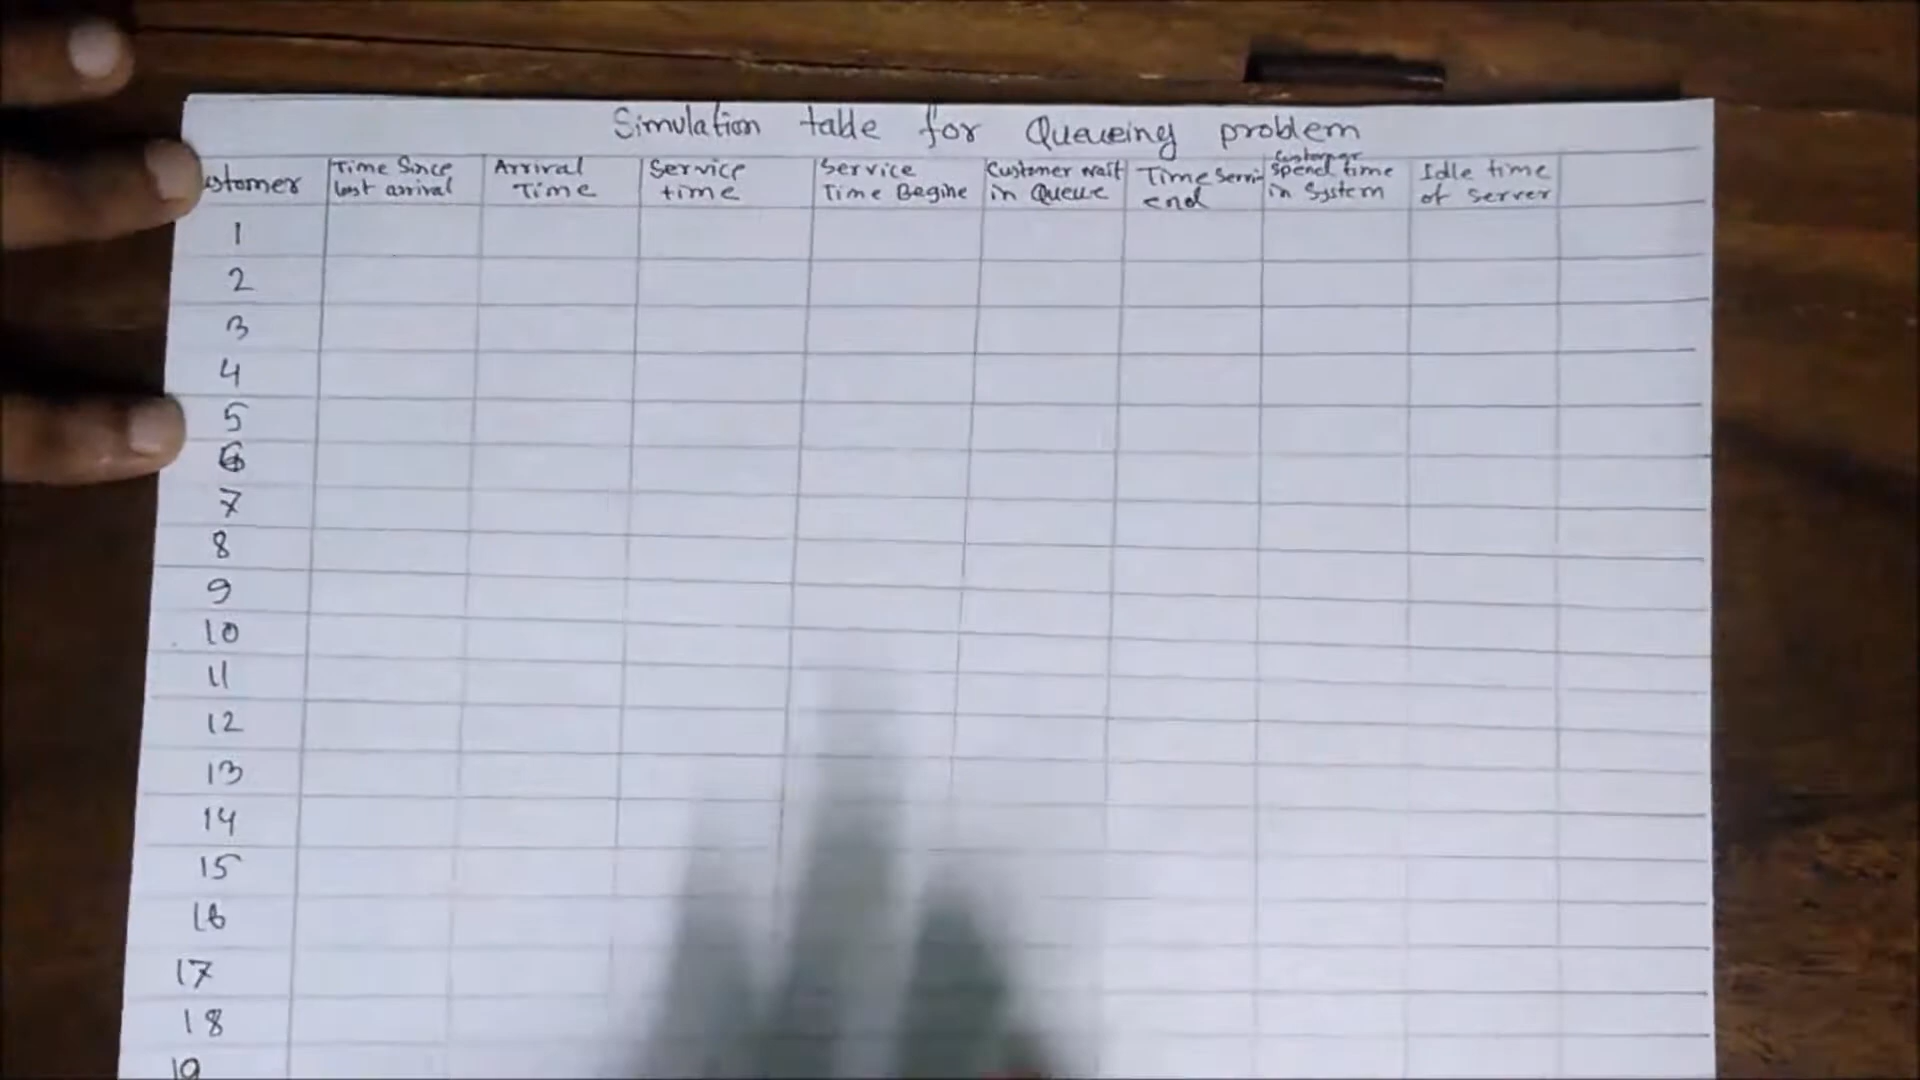 Simulation table for Queueing problem
stomer
Time Since
last arrival
Arrival
Time
Service
time
Service
Time Begine
Customer wait
in Queue
Time Servi
end
Customer
spend time
in System
Idle time
of server
1
2
3
4
5
6
7
8
9
10
11
12
13
14
15
16
17
18
19